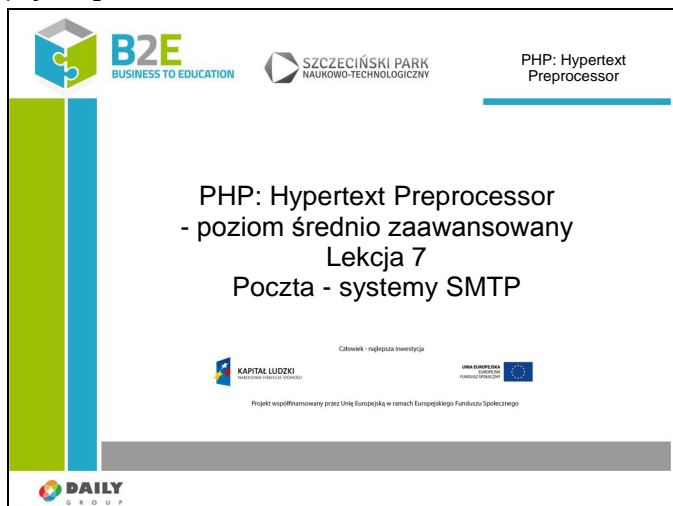 B2E
BUSINESS TO EDUCATION
SZCZECIŃSKI PARK
NAUKOWO-TECHNOLOGICZNY
PHP: Hypertext
Preprocessor
PHP: Hypertext Preprocessor
- poziom średnio zaawansowany
Lekcja 7
Poczta - systemy SMTP
Człowiek - najlepsza inwestycja
KAPITAŁ LUDZKI
NARODOWA STRATEGIA SPÓJNOŚCI
UNIA EUROPEJSKA
EUROPEJSKI
FUNDUSZ SPOŁECZNY
Projekt współfinansowany przez Unię Europejską w ramach Europejskiego Funduszu Społecznego
DAILY
GROUP